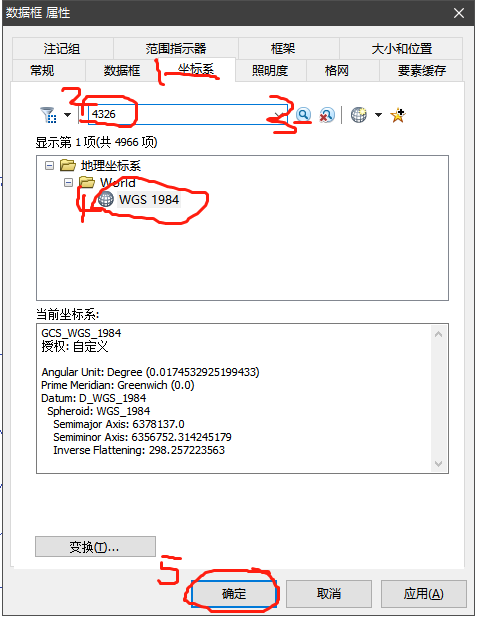 数据框 属性
注记组 范围指示器 框架 大小和位置
常规 数据框 坐标系 照明度 格网 要素缓存
1
2 4326 3
显示第 1 项(共 4966 项)
地理坐标系
World
4 WGS 1984
当前坐标系:
GCS_WGS_1984
授权: 自定义
Angular Unit: Degree (0.0174532925199433)
Prime Meridian: Greenwich (0.0)
Datum: D_WGS_1984
Spheroid: WGS_1984
Semimajor Axis: 6378137.0
Semiminor Axis: 6356752.314245179
Inverse Flattening: 298.257223563
变换(T)...
5 确定 取消 应用(A)